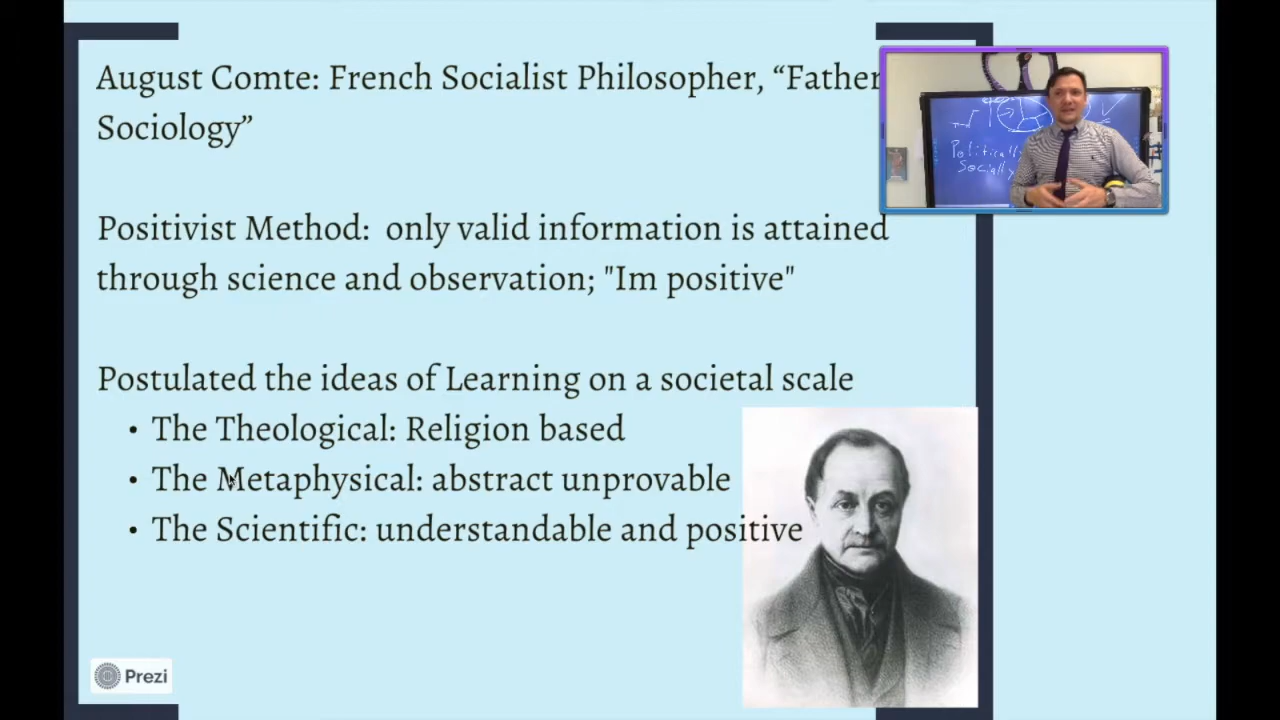 August Comte: French Socialist Philosopher, “Father
Sociology”
Positivist Method:  only valid information is attained
through science and observation; "Im positive"
Postulated the ideas of Learning on a societal scale
• The Theological: Religion based
• The Metaphysical: abstract unprovable
• The Scientific: understandable and positive
Politically
Socially
Prezi